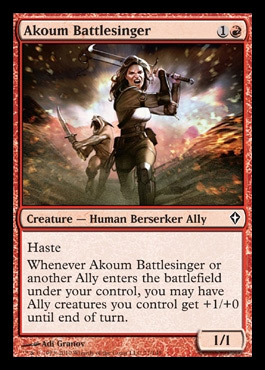 Akoum Battlesinger 1
Creature — Human Berserker Ally
Haste
Whenever Akoum Battlesinger or
another Ally enters the battlefield
under your control, you may have
Ally creatures you control get +1/+0
until end of turn.
Adi Granov
1/1